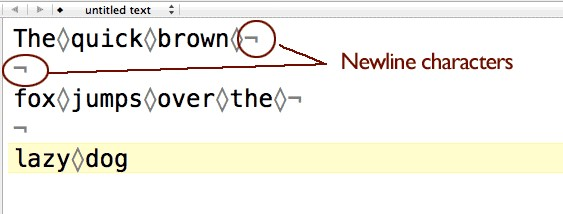 untitled text
The◊quick◊brown◊¬
¬
Newline characters
fox◊jumps◊over◊the◊¬
¬
lazy◊dog